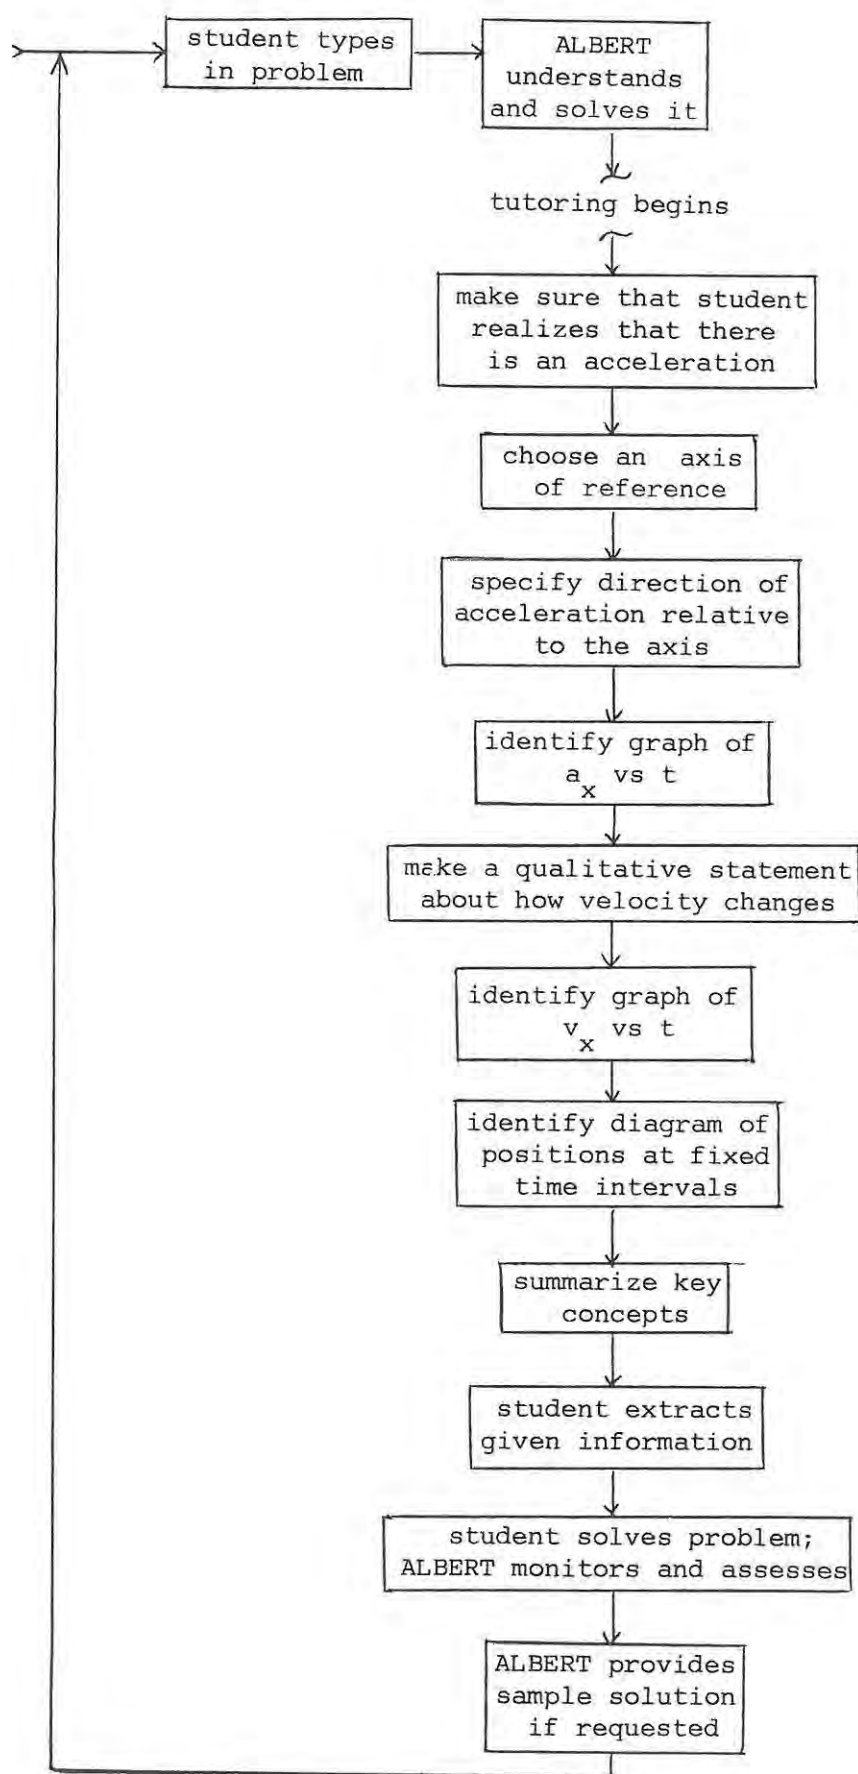 student types
in problem
ALBERT
understands
and solves it
tutoring begins
make sure that student
realizes that there
is an acceleration
choose an axis
of reference
specify direction of
acceleration relative
to the axis
identify graph of
a_x vs t
make a qualitative statement
about how velocity changes
identify graph of
v_x vs t
identify diagram of
positions at fixed
time intervals
summarize key
concepts
student extracts
given information
student solves problem;
ALBERT monitors and assesses
ALBERT provides
sample solution
if requested